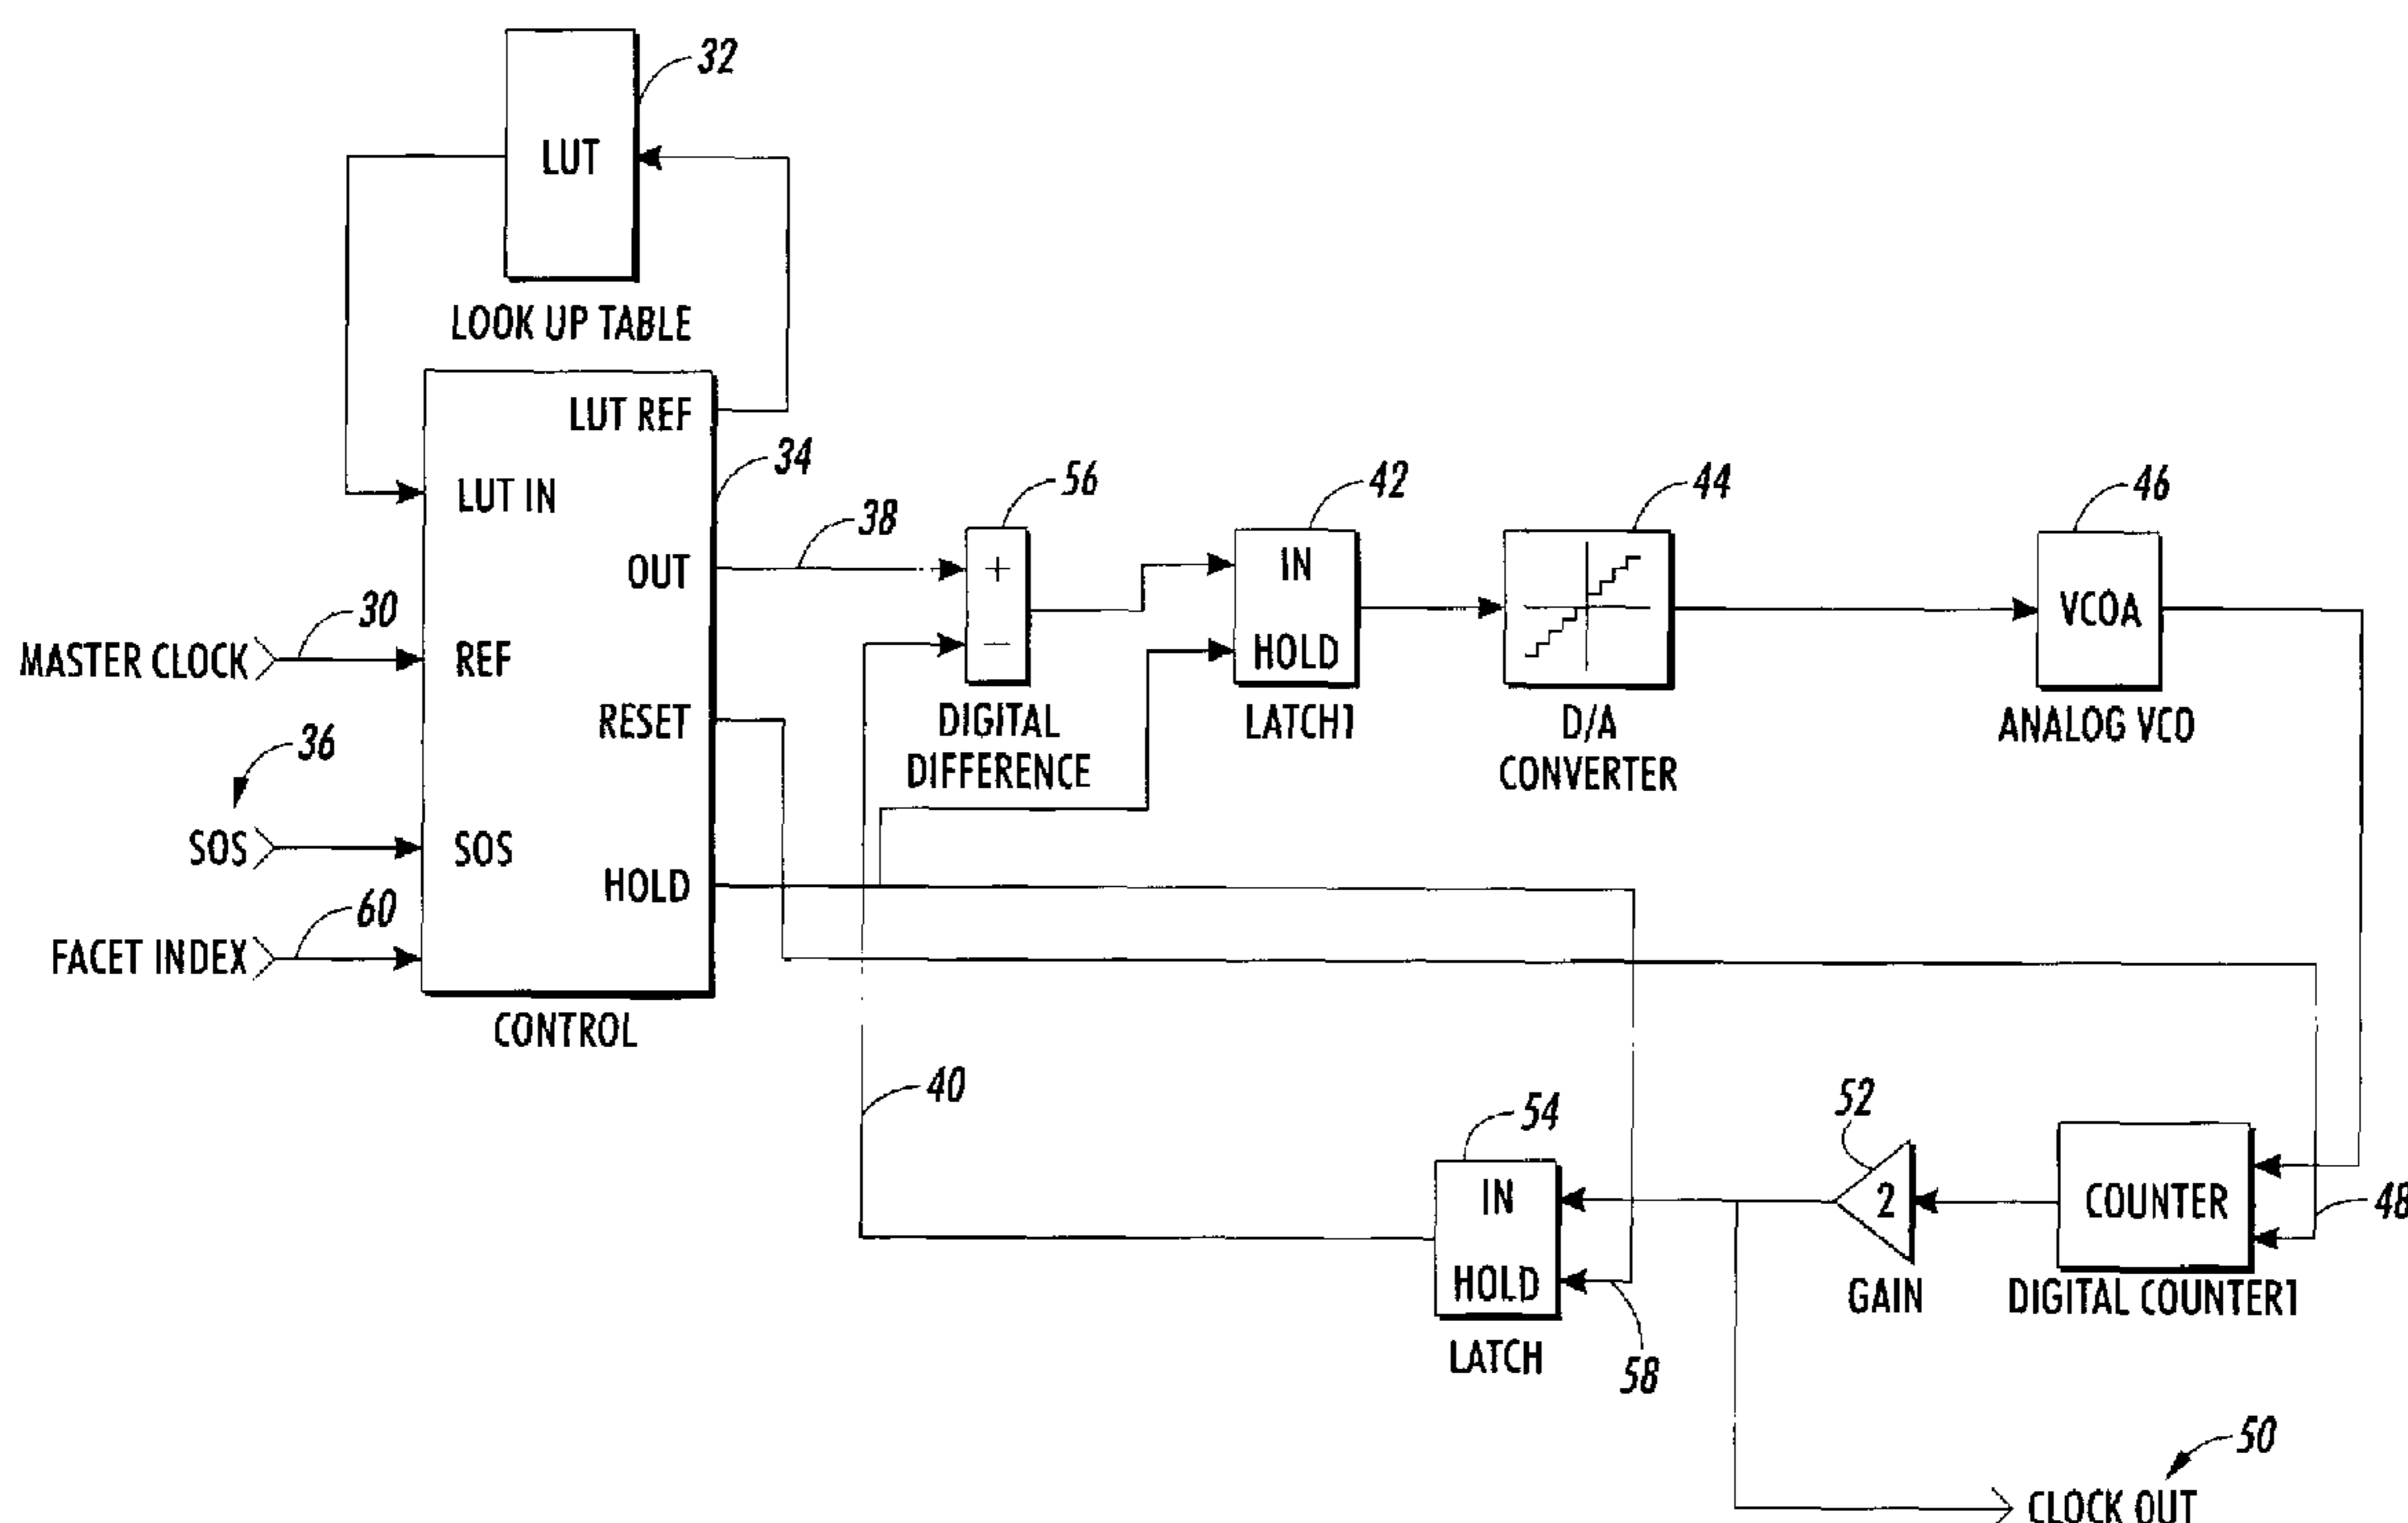 32
LUT
LOOK UP TABLE
LUT REF
34
LUT IN
56
42
44
46
38
OUT
+
IN
VCOA
30
MASTER CLOCK
REF
−
HOLD
RESET
DIGITAL
DIFFERENCE
LATCH1
D/A
CONVERTER
ANALOG VCO
36
SOS
SOS
HOLD
60
FACET INDEX
CONTROL
40
54
52
IN
2
COUNTER
48
HOLD
GAIN
DIGITAL COUNTER1
LATCH
58
50
CLOCK OUT